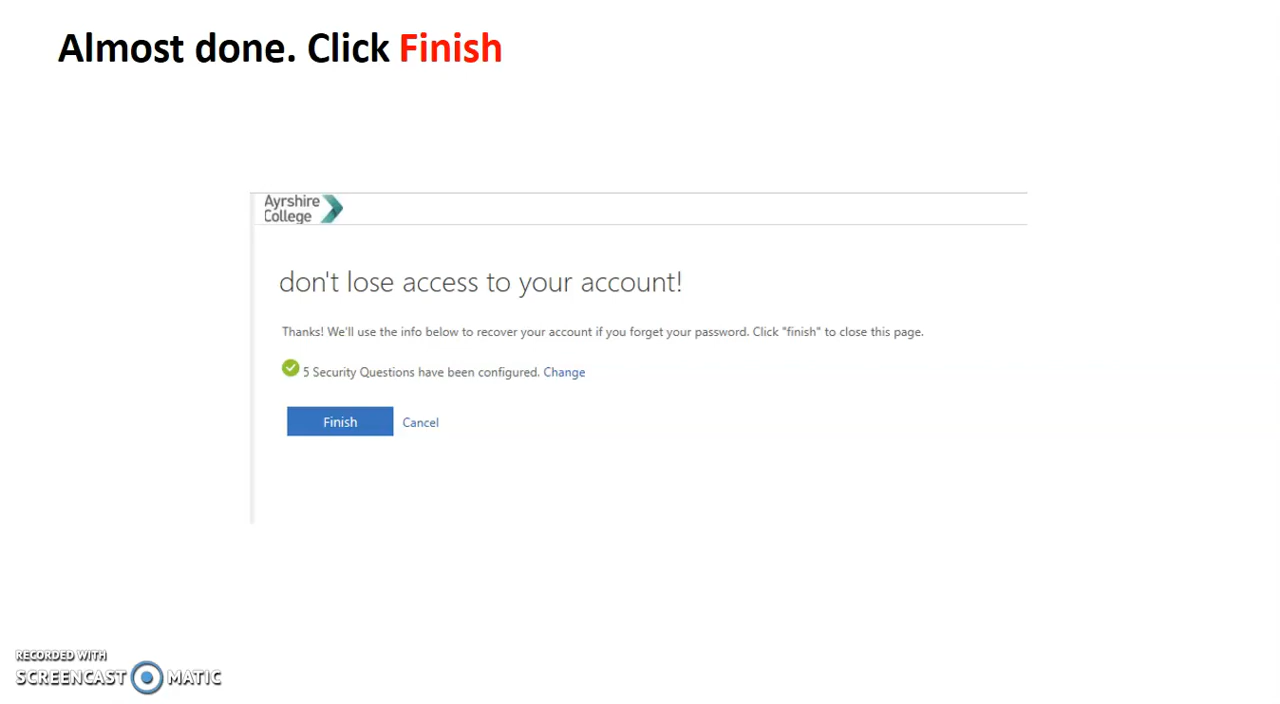 Almost done. Click Finish
Ayrshire
College
don't lose access to your account!
Thanks! We'll use the info below to recover your account if you forget your password. Click "finish" to close this page.
5 Security Questions have been configured. Change
Finish Cancel
RECORDED WITH
SCREENCAST MATIC